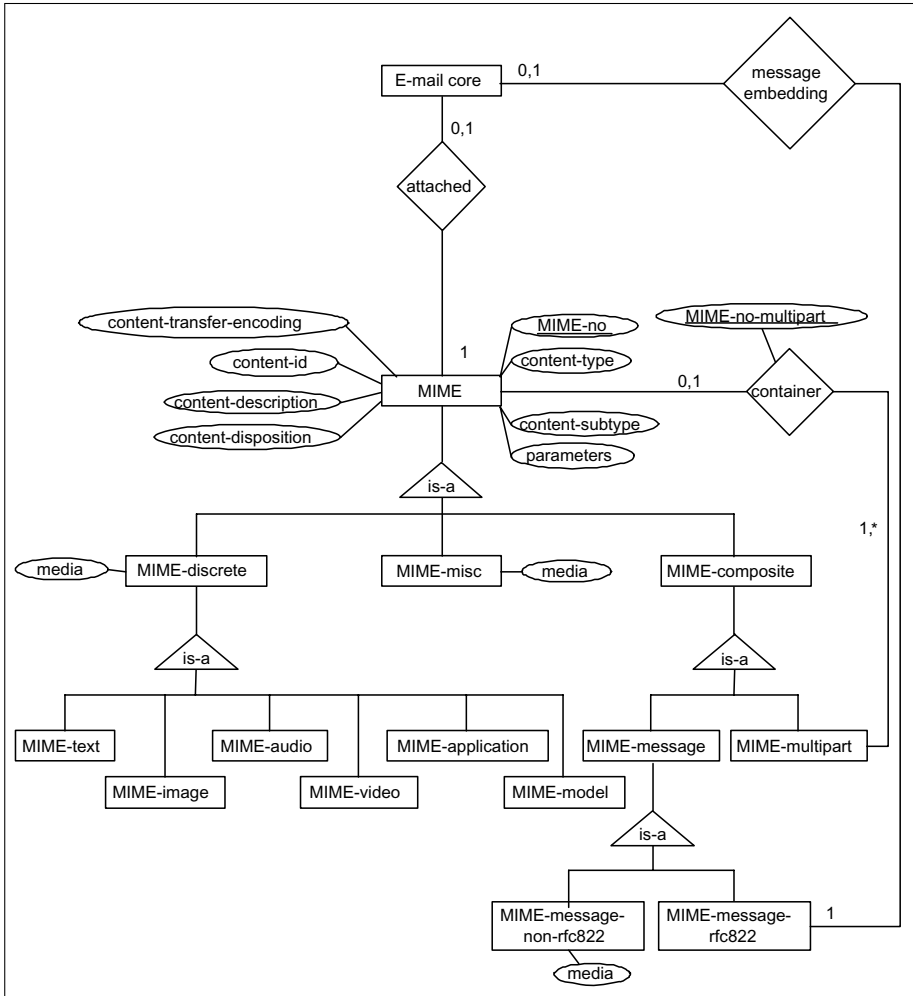 E-mail core
0,1
message
embedding
0,1
attached
content-transfer-encoding
MIME-no
MIME-no-multipart
content-id
1
content-type
content-description
MIME
0,1
container
content-disposition
content-subtype
parameters
is-a
1,*
media
MIME-discrete
MIME-misc
media
MIME-composite
is-a
is-a
MIME-text
MIME-audio
MIME-application
MIME-message
MIME-multipart
MIME-image
MIME-video
MIME-model
is-a
MIME-message-
non-rfc822
MIME-message-
rfc822
1
media